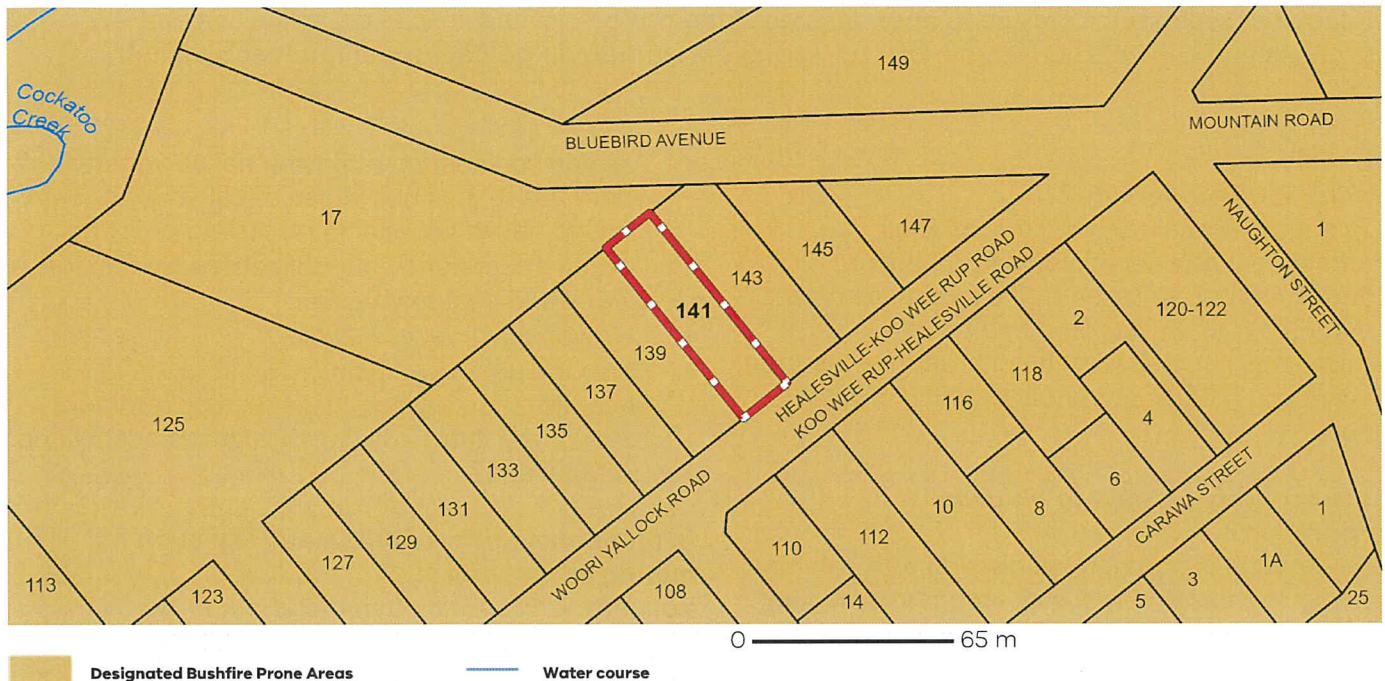 Cockatoo
Creek
149
BLUEBIRD AVENUE
MOUNTAIN ROAD
17
NAUGHTON STREET
1
147
145
143
141
HEALESVILLE-KOO WEE RUP ROAD
KOO WEE RUP-HEALESVILLE ROAD
2
120-122
139
137
118
116
4
125
135
133
WOORI YALLOCK ROAD
6
CARAWA STREET
131
10
8
129
112
110
127
1
1A
3
113
123
108
14
5
25
0 65 m
Designated Bushfire Prone Areas
Water course